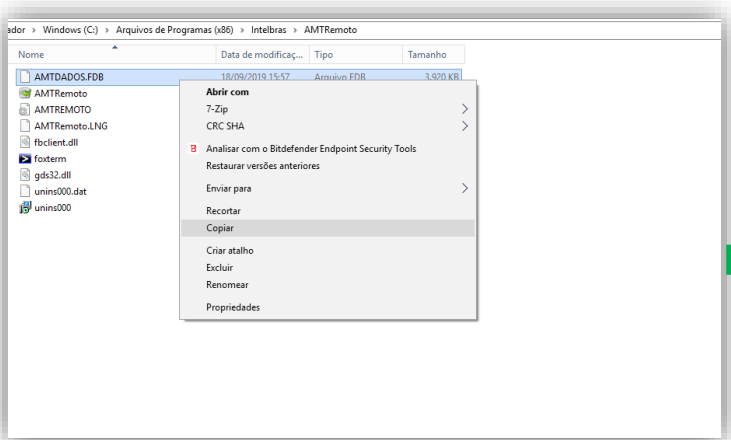 ador › Windows (C:) › Arquivos de Programas (x86) › Intelbras › AMTRemoto
Nome Data de modificaç... Tipo Tamanho
AMTDADOS.FDB 18/09/2019 15:57 Arquivo FDB 3.920 KB
AMTRemoto
AMTREMOTO
AMTRemoto.LNG
fbclient.dll
foxterm
gds32.dll
unins000.dat
unins000
Abrir com
7-Zip
CRC SHA
B Analisar com o Bitdefender Endpoint Security Tools
Restaurar versões anteriores
Enviar para
Recortar
Copiar
Criar atalho
Excluir
Renomear
Propriedades